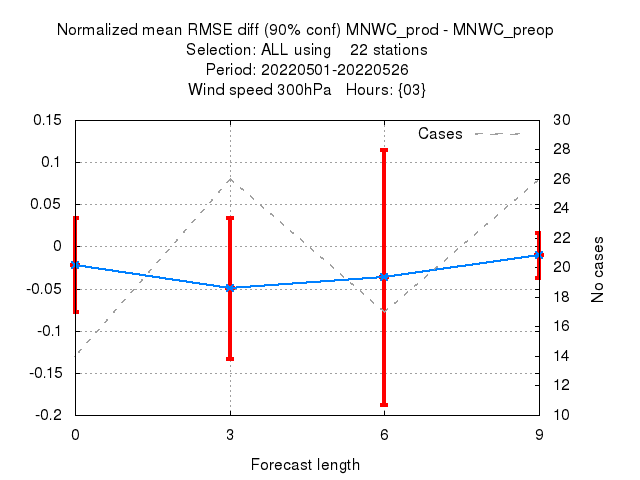 Normalized mean RMSE diff (90% conf) MNWC_prod - MNWC_preop
Selection: ALL using 22 stations
Period: 20220501-20220526
Wind speed 300hPa Hours: {03}
Cases
0.15
0.1
0.05
0
-0.05
-0.1
-0.15
-0.2
30
28
26
24
22
20
18
16
14
12
10
No cases
0 3 6 9
Forecast length